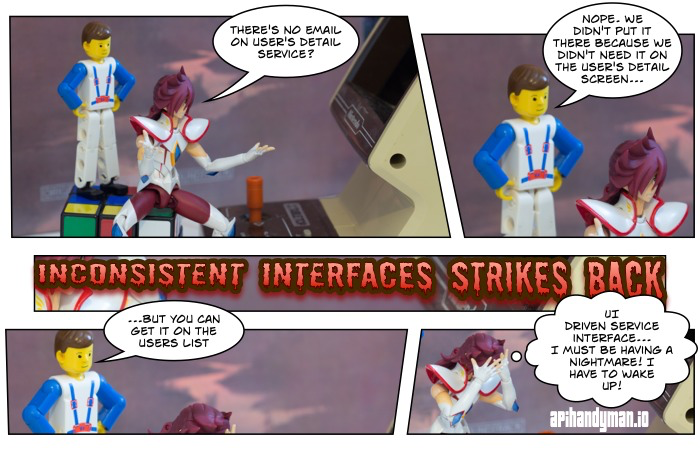 THERE'S NO EMAIL
ON USER'S DETAIL
SERVICE?
NOPE. WE
DIDN'T PUT IT
THERE BECAUSE WE
DIDN'T NEED IT ON
THE USER'S DETAIL
SCREEN...
INCONSISTENT INTERFACES STRIKES BACK
...BUT YOU CAN
GET IT ON THE
USERS LIST
UI
DRIVEN SERVICE
INTERFACE...
I MUST BE HAVING A
NIGHTMARE! I
HAVE TO WAKE
UP!
apihandyman.io